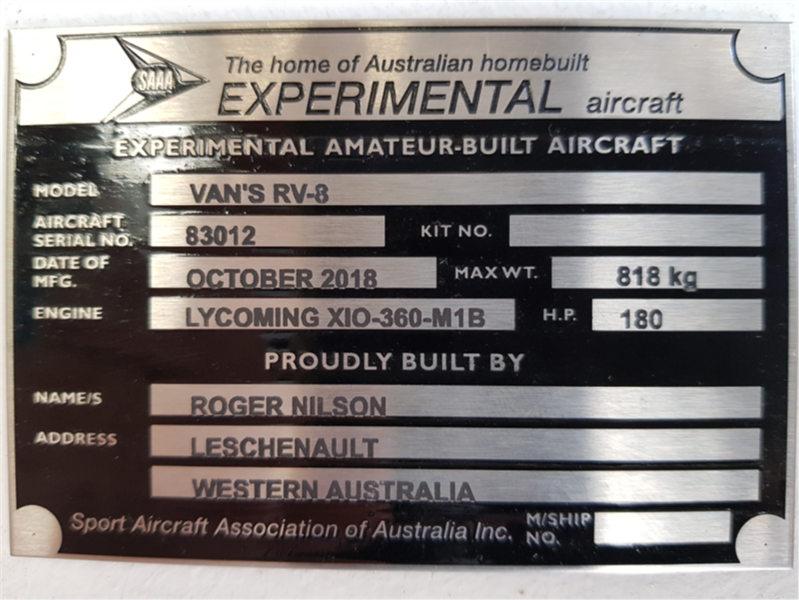 SAAA
The home of Australian homebuilt
EXPERIMENTAL aircraft
EXPERIMENTAL AMATEUR-BUILT AIRCRAFT
MODEL VAN'S RV-8
AIRCRAFT SERIAL NO. 83012 KIT NO.
DATE OF MFG. OCTOBER 2018 MAX WT. 818 kg
ENGINE LYCOMING XIO-360-M1B H.P. 180
PROUDLY BUILT BY
NAME/S ROGER NILSON
ADDRESS LESCHENAULT
WESTERN AUSTRALIA
Sport Aircraft Association of Australia Inc. M/SHIP NO.